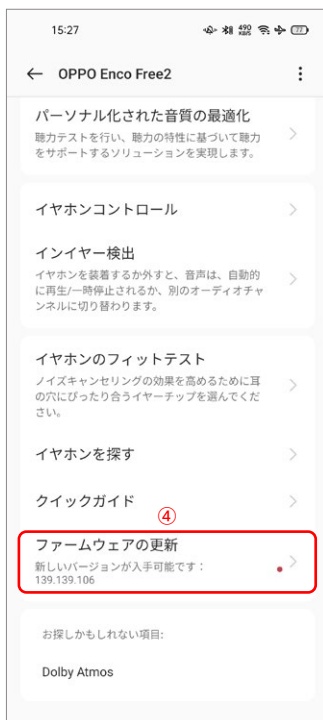 15:27
490
KB/S
77
← OPPO Enco Free2
パーソナル化された音質の最適化
聴力テストを行い、聴力の特性に基づいて聴力
をサポートするソリューションを実現します。
イヤホンコントロール
インイヤー検出
イヤホンを装着するか外すと、音声は、自動的
に再生/一時停止されるか、別のオーディオチャ
ンネルに切り替わります。
イヤホンのフィットテスト
ノイズキャンセリングの効果を高めるために耳
の穴にぴったり合うイヤーチップを選んでくだ
さい。
イヤホンを探す
クイックガイド
④
ファームウェアの更新
新しいバージョンが入手可能です：
139.139.106
お探しかもしれない項目:
Dolby Atmos